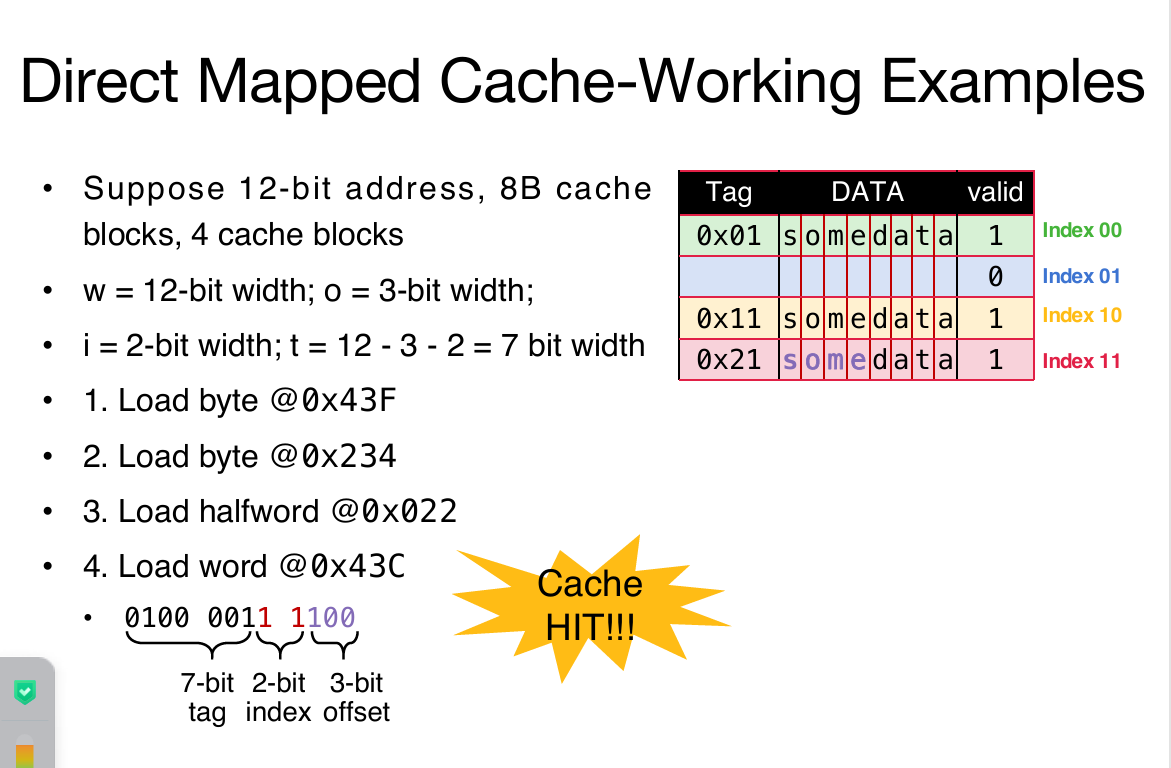 Direct Mapped Cache-Working Examples
• Suppose 12-bit address, 8B cache
blocks, 4 cache blocks
• w = 12-bit width; o = 3-bit width;
• i = 2-bit width; t = 12 - 3 - 2 = 7 bit width
• 1. Load byte @0x43F
• 2. Load byte @0x234
• 3. Load halfword @0x022
• 4. Load word @0x43C
• 0100 0011 1100
7-bit 2-bit 3-bit
tag index offset
Cache
HIT!!!
Tag DATA valid
0x01 s o m e d a t a 1 Index 00
0 Index 01
0x11 s o m e d a t a 1 Index 10
0x21 s o m e d a t a 1 Index 11